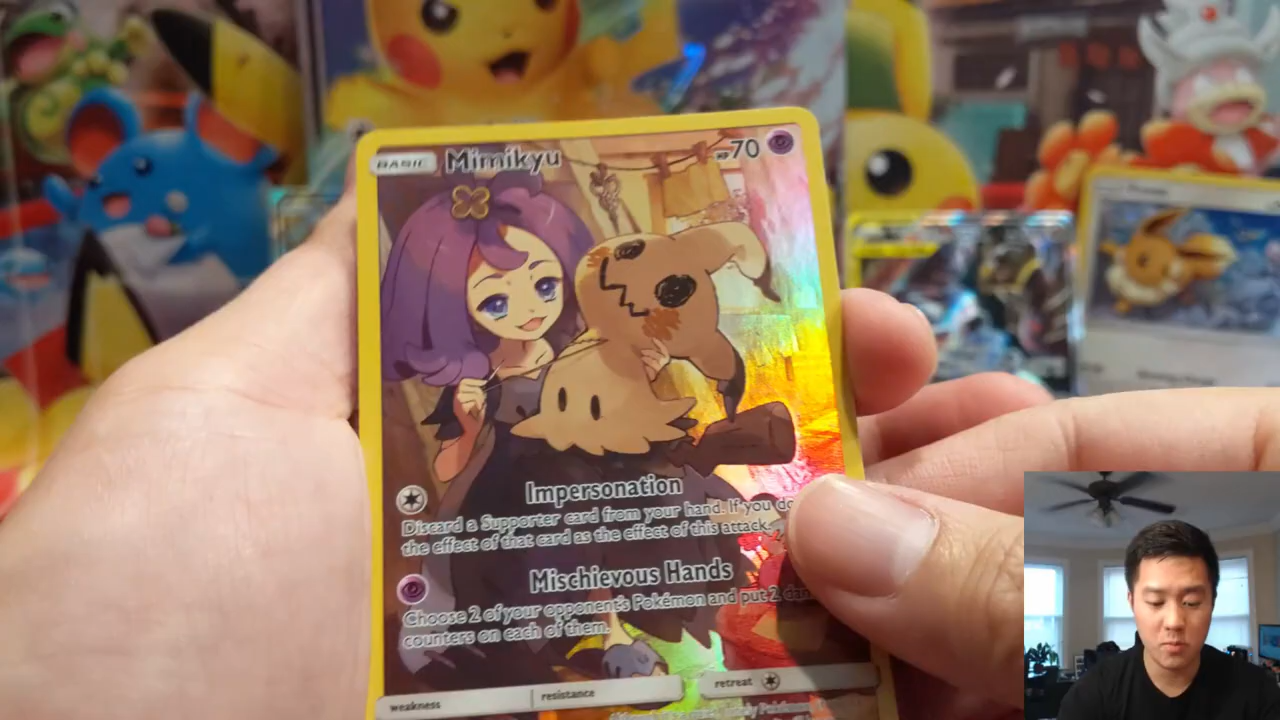 BASIC Mimikyu HP 70
Impersonation
Discard a Supporter card from your hand. If you do
the effect of that card as the effect of this attack.
Mischievous Hands
Choose 2 of your opponent's Pokémon and put 2
counters on each of them.
weakness resistance retreat